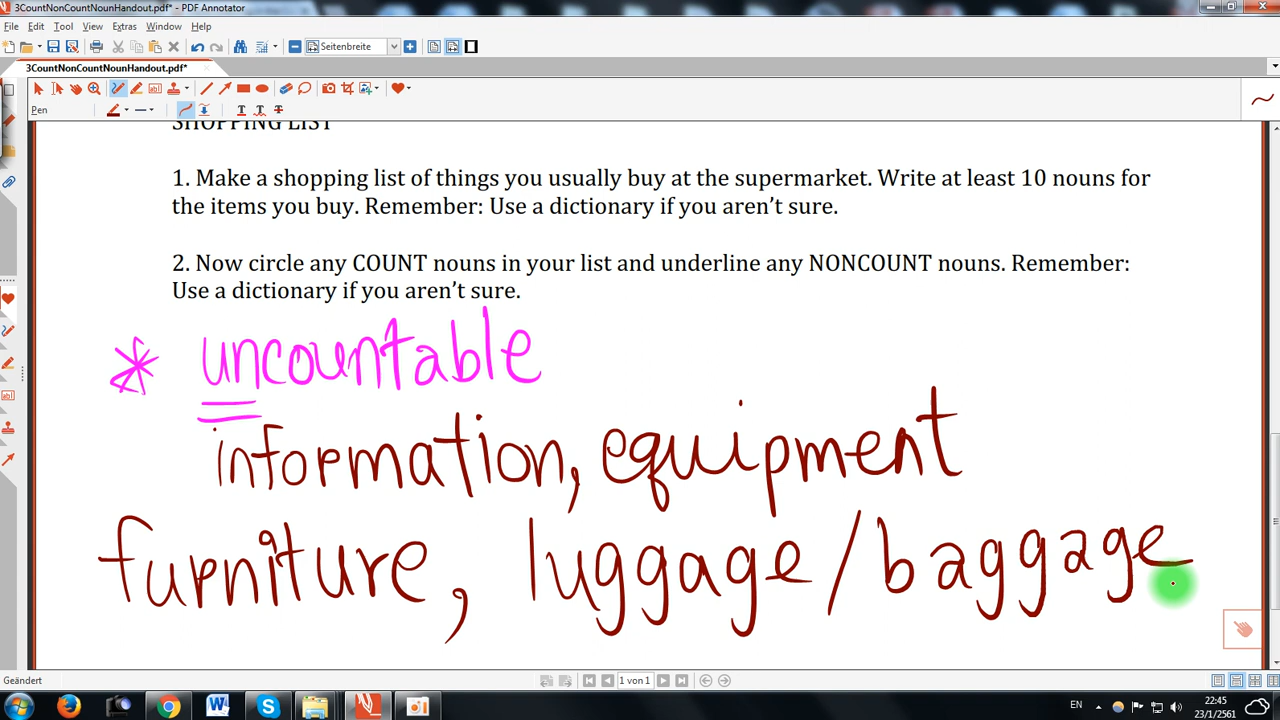 3CountNonCountNounHandout.pdf* - PDF Annotator
File Edit Tool View Extras Window Help
Seitenbreite
3CountNonCountNounHandout.pdf*
Pen
SHOPPING LIST
1. Make a shopping list of things you usually buy at the supermarket. Write at least 10 nouns for
the items you buy. Remember: Use a dictionary if you aren't sure.
2. Now circle any COUNT nouns in your list and underline any NONCOUNT nouns. Remember:
Use a dictionary if you aren't sure.
* uncountable
information, equipment
furniture, luggage/baggage
Geändert
1 von 1
EN
22:45
23/1/2561